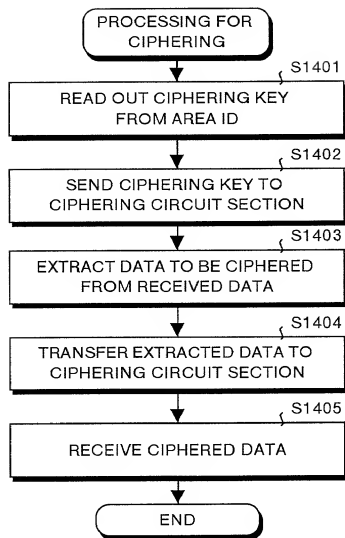 PROCESSING FOR
CIPHERING
S1401
READ OUT CIPHERING KEY
FROM AREA ID
S1402
SEND CIPHERING KEY TO
CIPHERING CIRCUIT SECTION
S1403
EXTRACT DATA TO BE CIPHERED
FROM RECEIVED DATA
S1404
TRANSFER EXTRACTED DATA TO
CIPHERING CIRCUIT SECTION
S1405
RECEIVE CIPHERED DATA
END